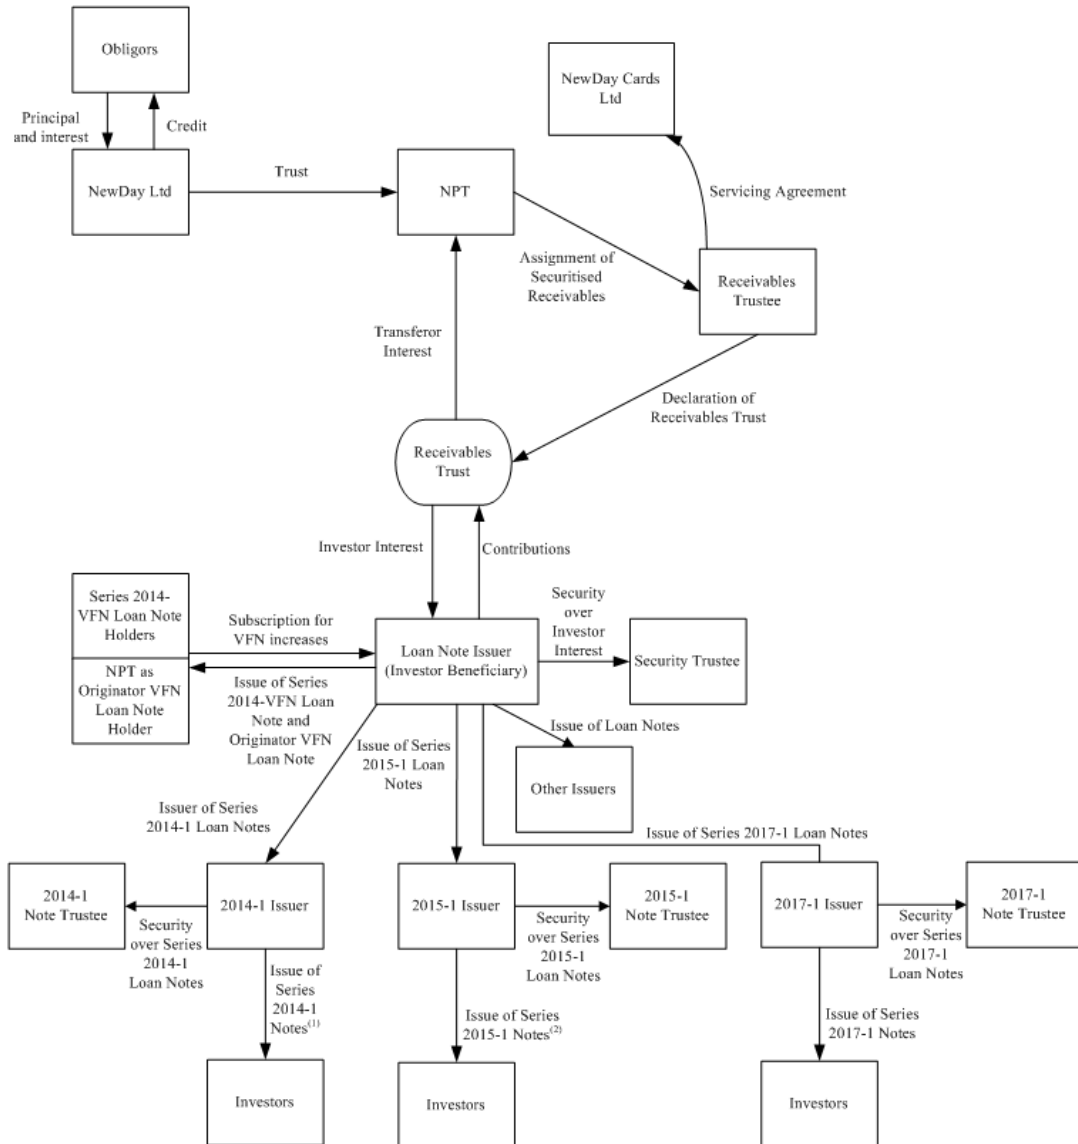 Obligors
NewDay Cards
Ltd
Principal
and interest
Credit
NewDay Ltd
Trust
NPT
Servicing Agreement
Assignment of
Securitised
Receivables
Receivables
Trustee
Transferor
Interest
Declaration of
Receivables Trust
Receivables
Trust
Investor Interest
Contributions
Series 2014-
VFN Loan Note
Holders
Subscription for
VFN increases
Loan Note Issuer
(Investor Beneficiary)
Security
over
Investor
Interest
Security Trustee
NPT as
Originator VFN
Loan Note
Holder
Issue of Series
2014-VFN Loan
Note and
Originator VFN
Loan Note
Issue of Series
2015-1 Loan
Notes
Issue of Loan Notes
Other Issuers
Issuer of Series
2014-1 Loan Notes
Issue of Series 2017-1 Loan Notes
2014-1
Note Trustee
2014-1 Issuer
2015-1 Issuer
2015-1
Note Trustee
2017-1 Issuer
2017-1
Note Trustee
Security
over Series
2014-1
Loan Notes
Security
over Series
2015-1
Loan Notes
Security
over Series
2017-1
Loan Notes
Issue of
Series
2014-1
Notes(1)
Issue of Series
2015-1 Notes(2)
Issue of Series
2017-1 Notes
Investors
Investors
Investors